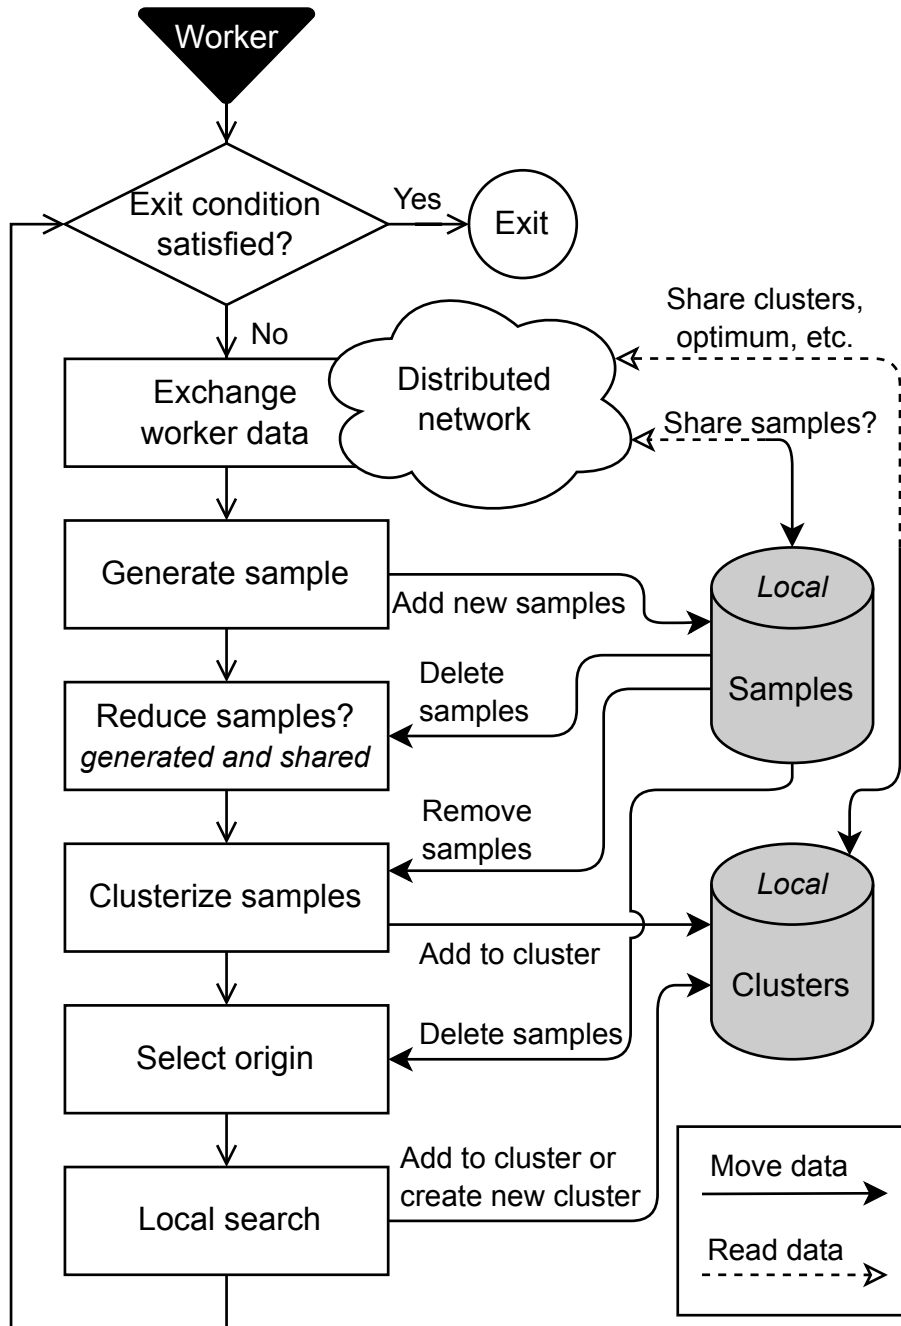 Worker
Exit condition
satisfied?
Yes
Exit
No
Share clusters,
optimum, etc.
Exchange
worker data
Distributed
network
Share samples?
Generate sample
Add new samples
Local
Samples
Delete
samples
Reduce samples?
generated and shared
Remove
samples
Clusterize samples
Add to cluster
Local
Clusters
Select origin
Delete samples
Local search
Add to cluster or
create new cluster
Move data
Read data